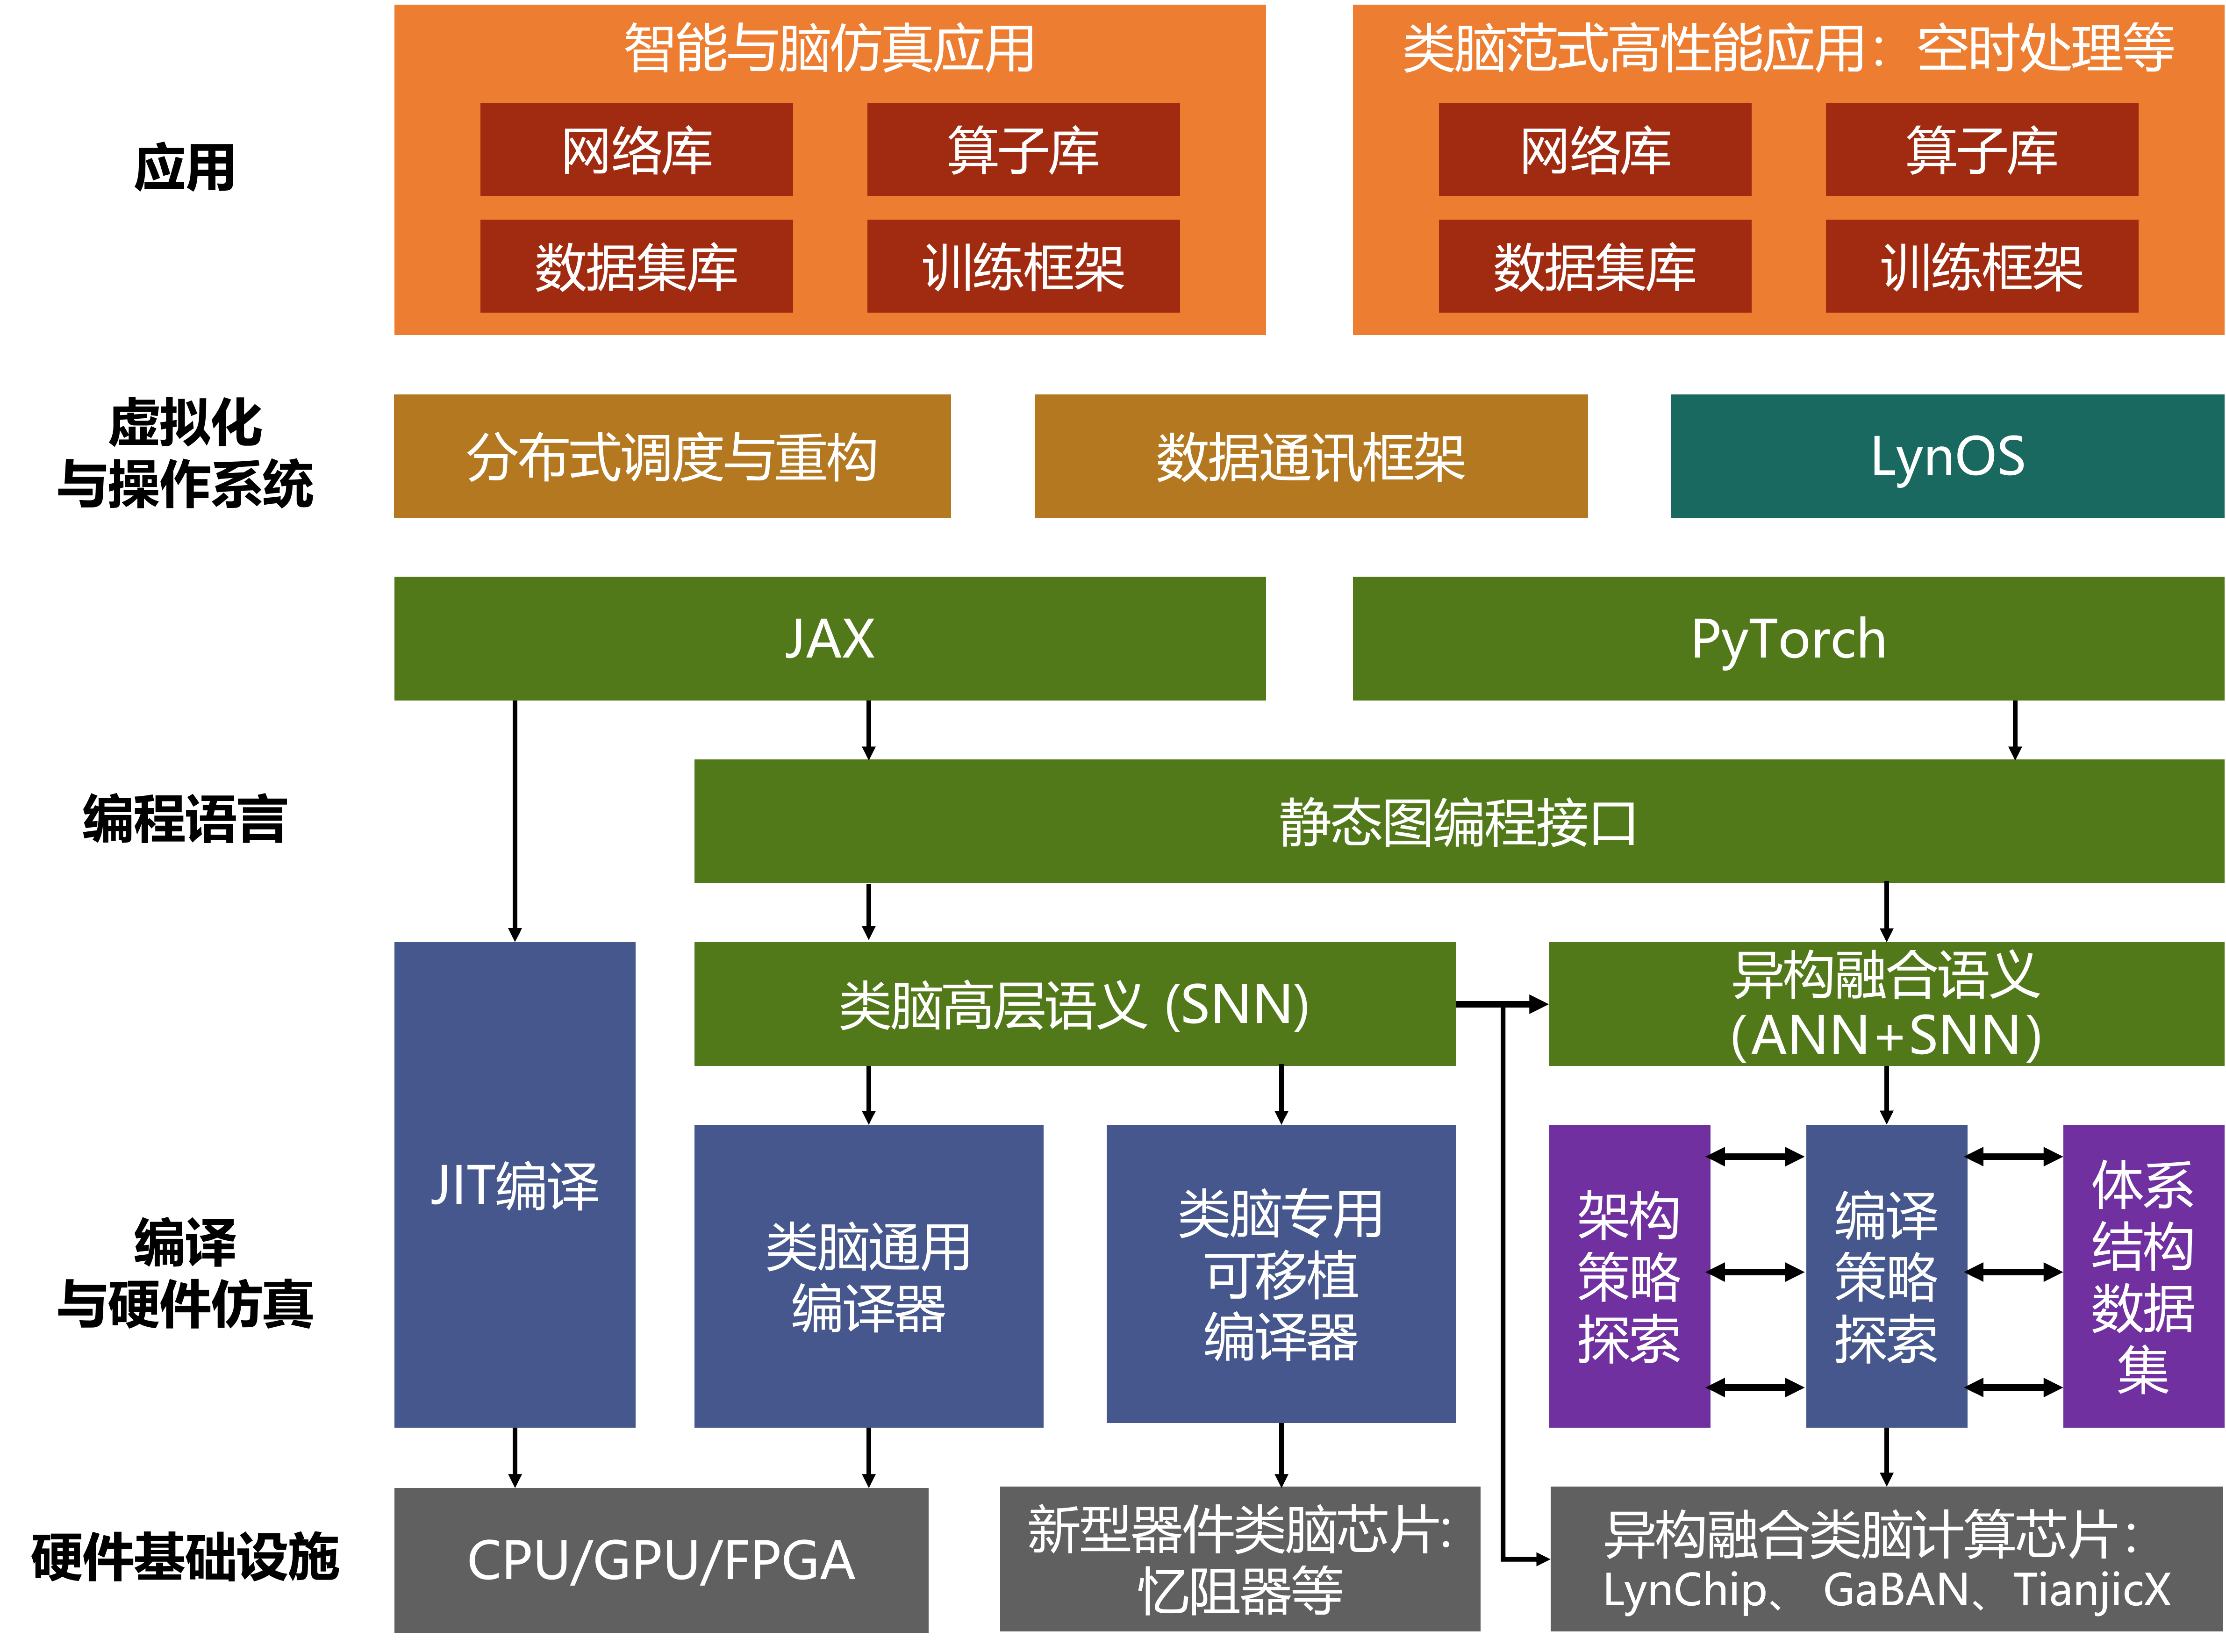 应用
智能与脑仿真应用
网络库
算子库
数据集库
训练框架
类脑范式高性能应用：空时处理等
网络库
算子库
数据集库
训练框架
虚拟化
与操作系统
分布式调度与重构
数据通讯框架
LynOS
编程语言
JAX
PyTorch
静态图编程接口
类脑高层语义 (SNN)
异构融合语义
（ANN+SNN）
编译
与硬件仿真
JIT编译
类脑通用
编译器
类脑专用
可移植
编译器
架构
策略
探索
编译
策略
探索
体系
结构
数据
集
硬件基础设施
CPU/GPU/FPGA
新型器件类脑芯片:
忆阻器等
异构融合类脑计算芯片：
LynChip、 GaBAN、TianjicX